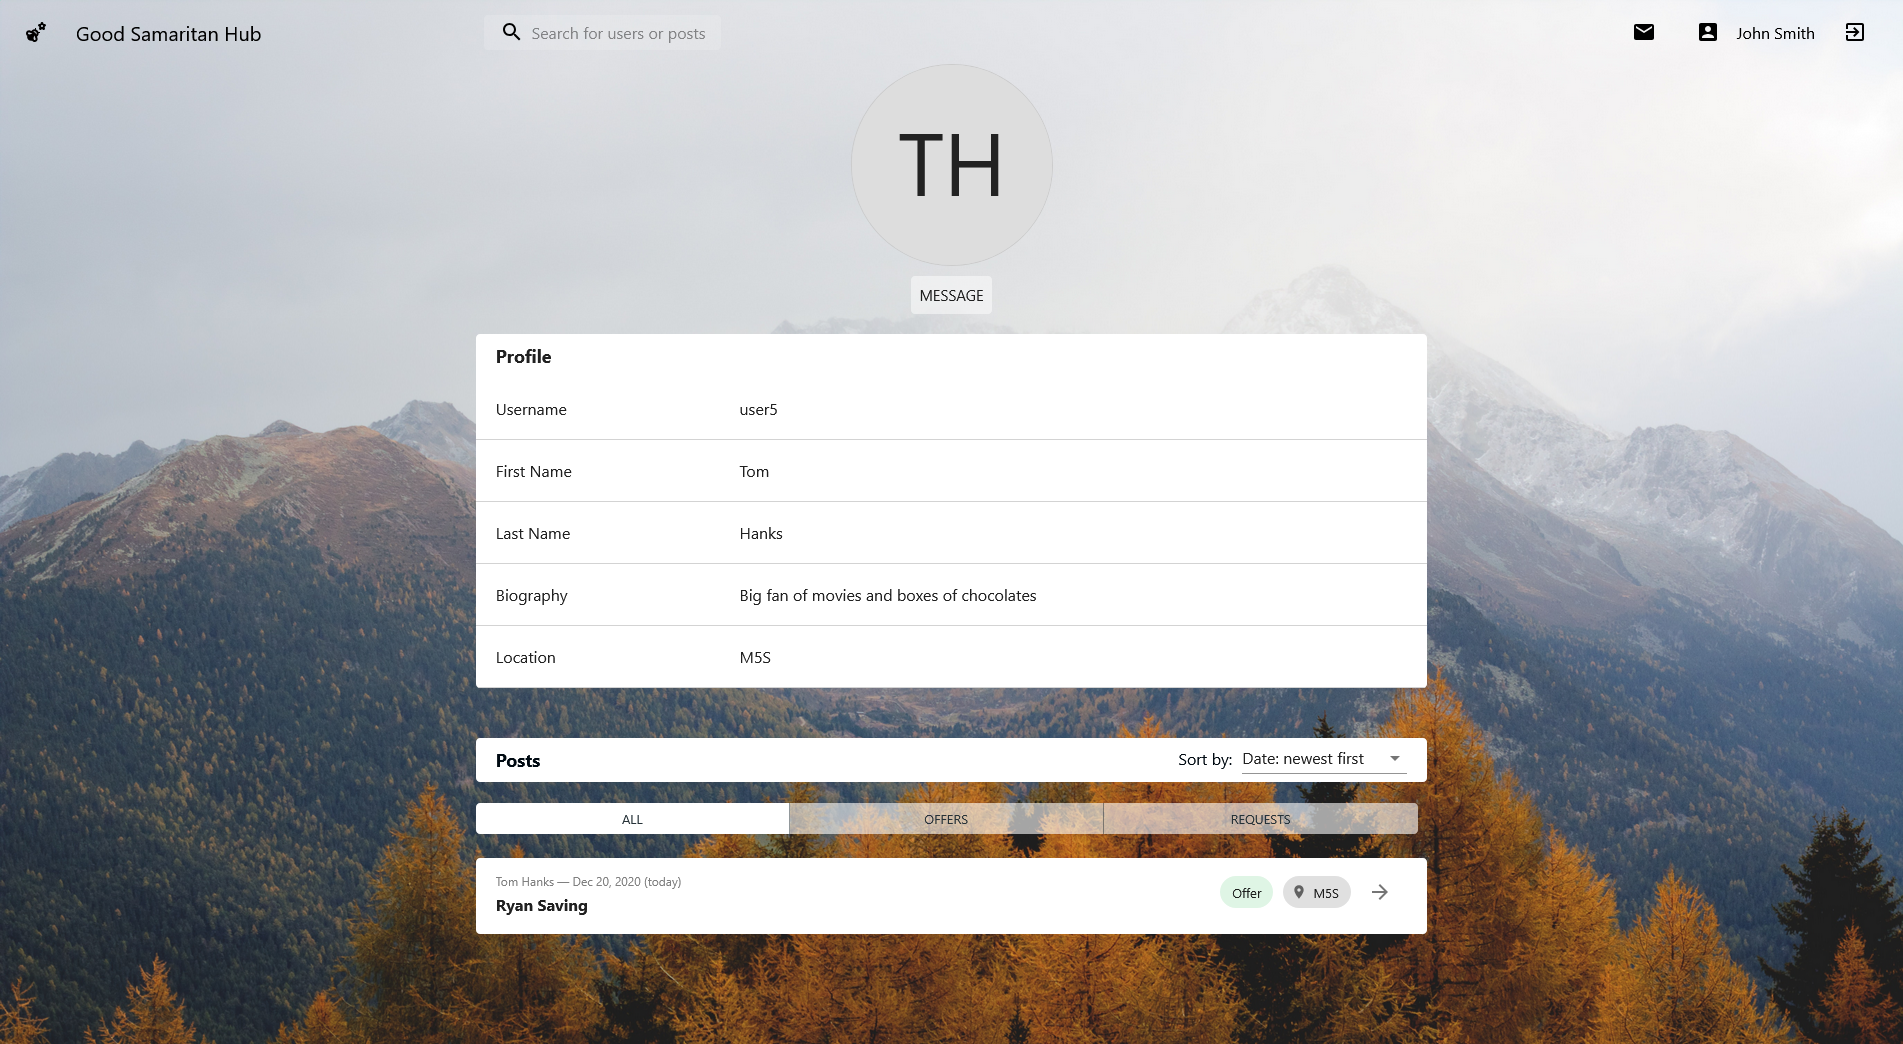 Good Samaritan Hub
Search for users or posts
John Smith
TH
MESSAGE
Profile
Username user5
First Name Tom
Last Name Hanks
Biography Big fan of movies and boxes of chocolates
Location M5S
Posts Sort by: Date: newest first
ALL OFFERS REQUESTS
Tom Hanks — Dec 20, 2020 (today)
Ryan Saving
Offer M5S